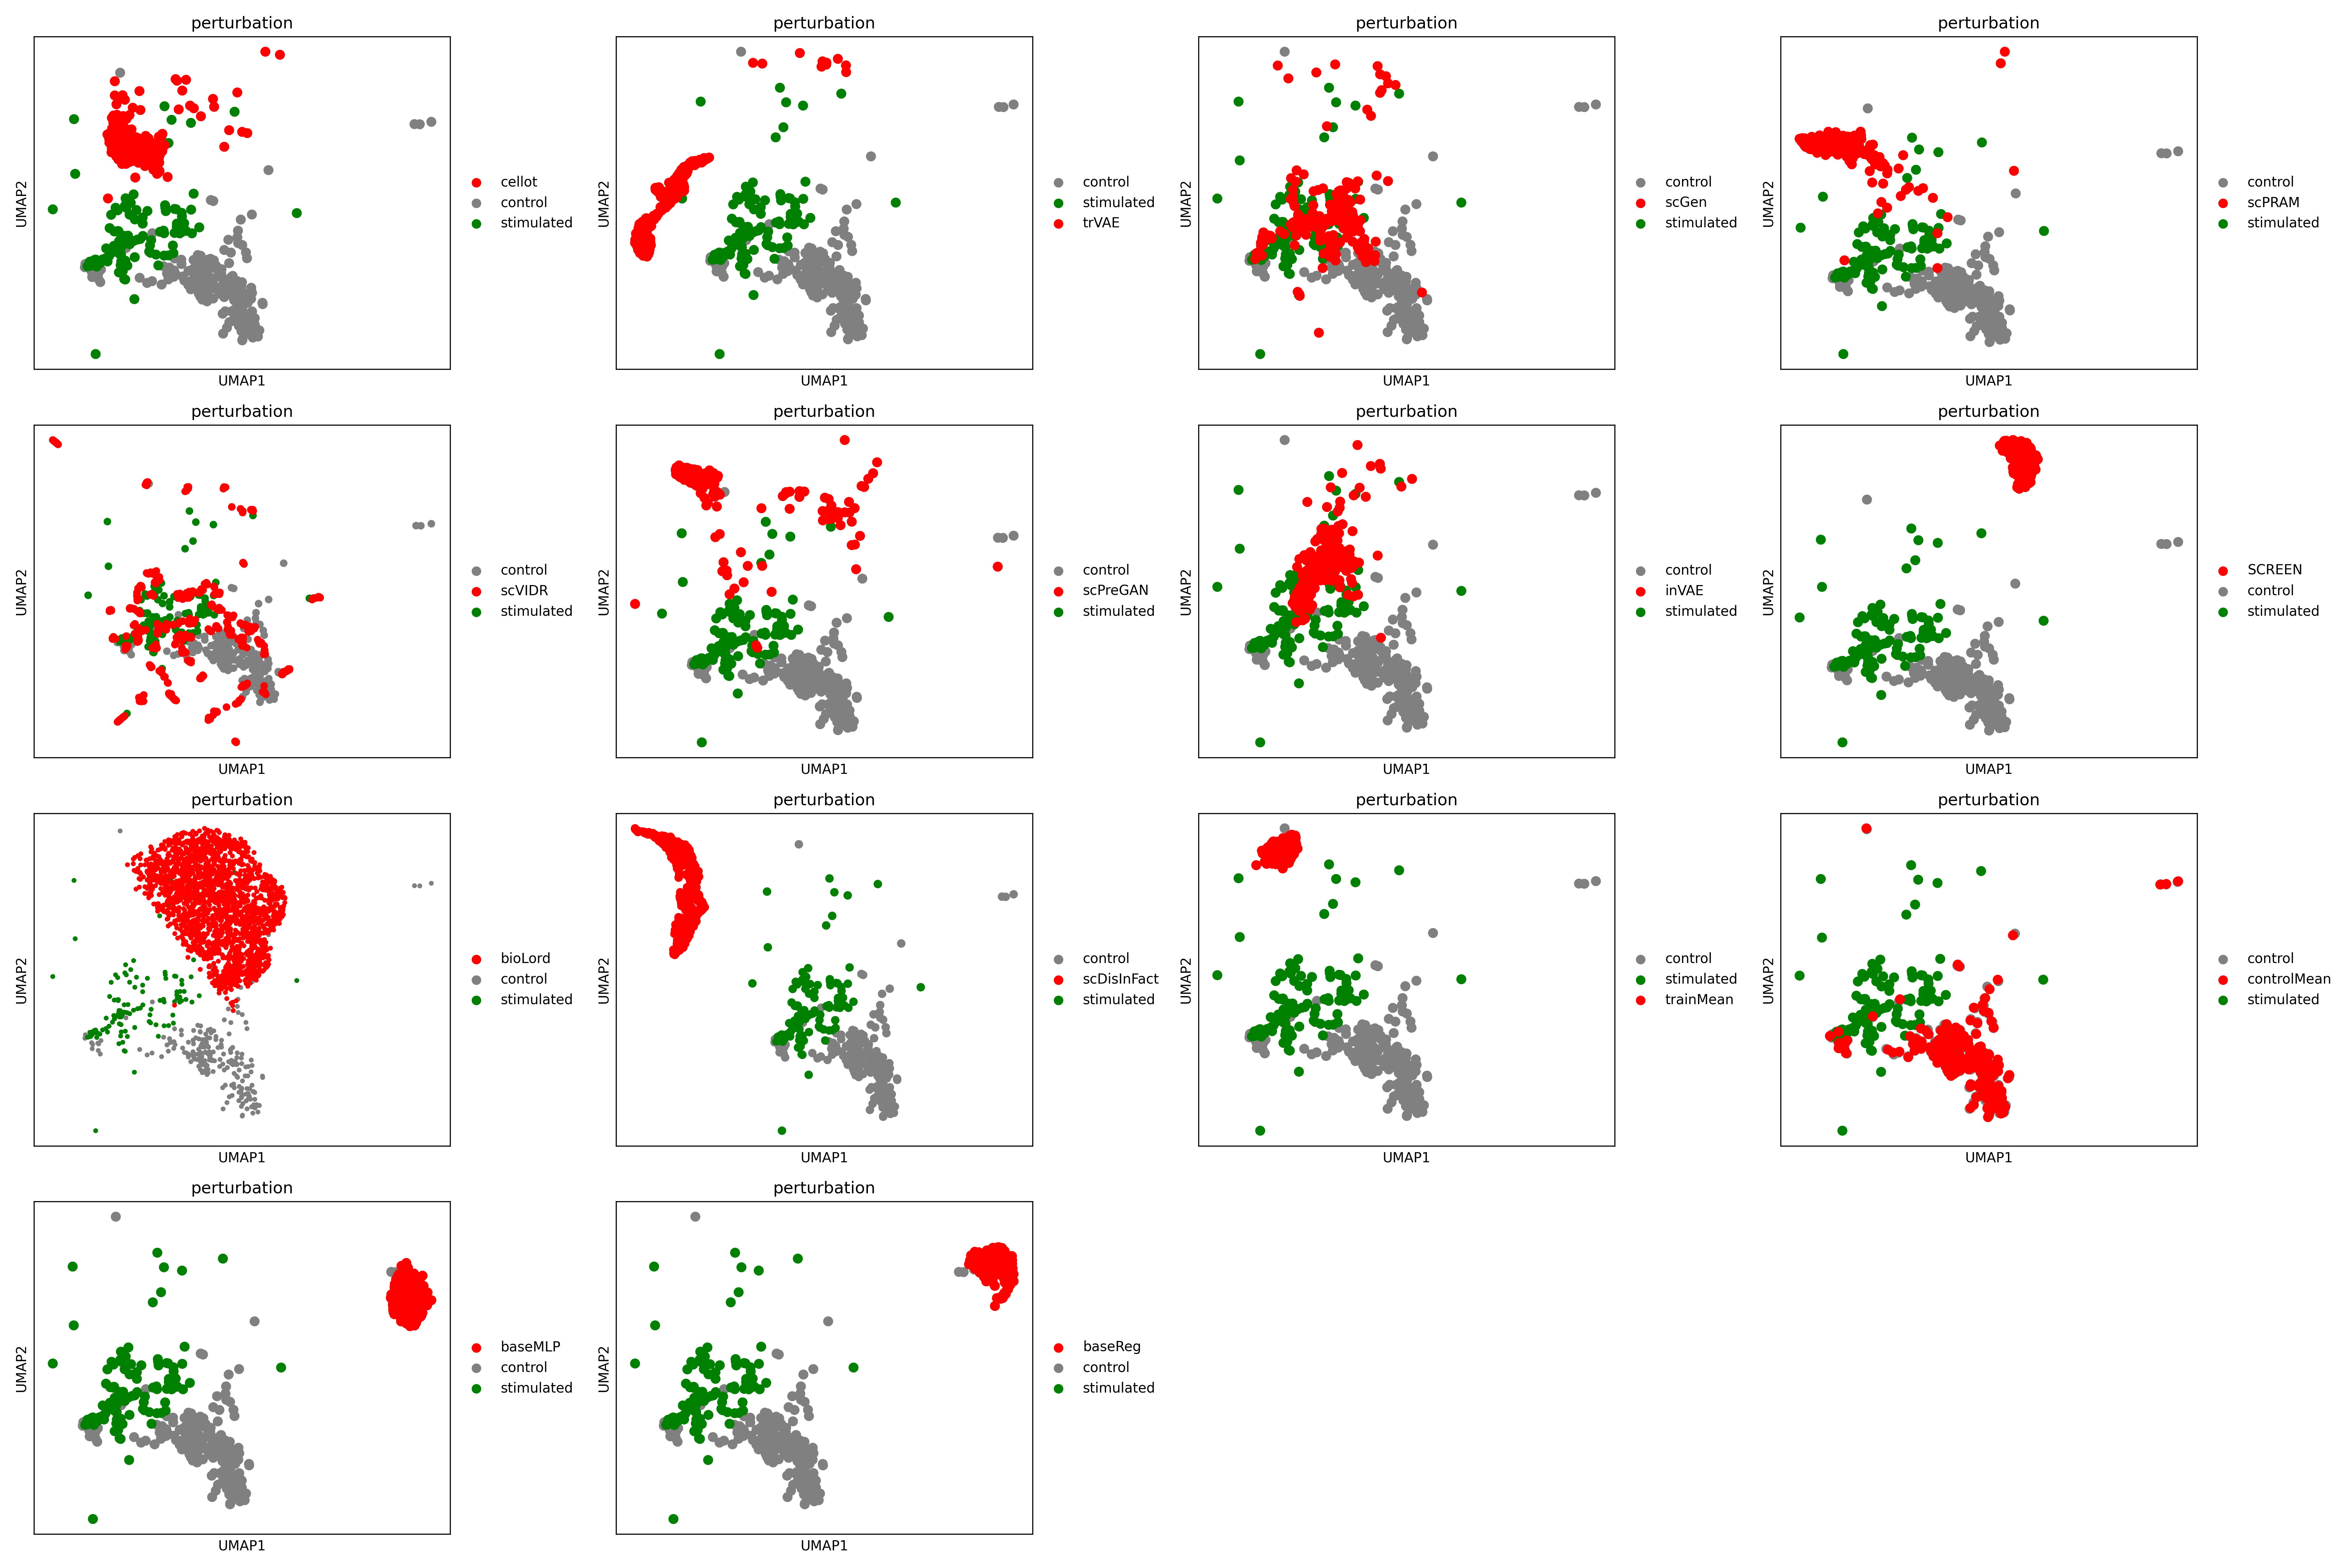 perturbation
UMAP2
UMAP1
cellot
control
stimulated
perturbation
UMAP2
UMAP1
control
stimulated
trVAE
perturbation
UMAP2
UMAP1
control
scGen
stimulated
perturbation
UMAP2
UMAP1
control
scPRAM
stimulated
perturbation
UMAP2
UMAP1
control
scVIDR
stimulated
perturbation
UMAP2
UMAP1
control
scPreGAN
stimulated
perturbation
UMAP2
UMAP1
control
inVAE
stimulated
perturbation
UMAP2
UMAP1
SCREEN
control
stimulated
perturbation
UMAP2
UMAP1
bioLord
control
stimulated
perturbation
UMAP2
UMAP1
control
scDisInFact
stimulated
perturbation
UMAP2
UMAP1
control
stimulated
trainMean
perturbation
UMAP2
UMAP1
control
controlMean
stimulated
perturbation
UMAP2
UMAP1
baseMLP
control
stimulated
perturbation
UMAP2
UMAP1
baseReg
control
stimulated